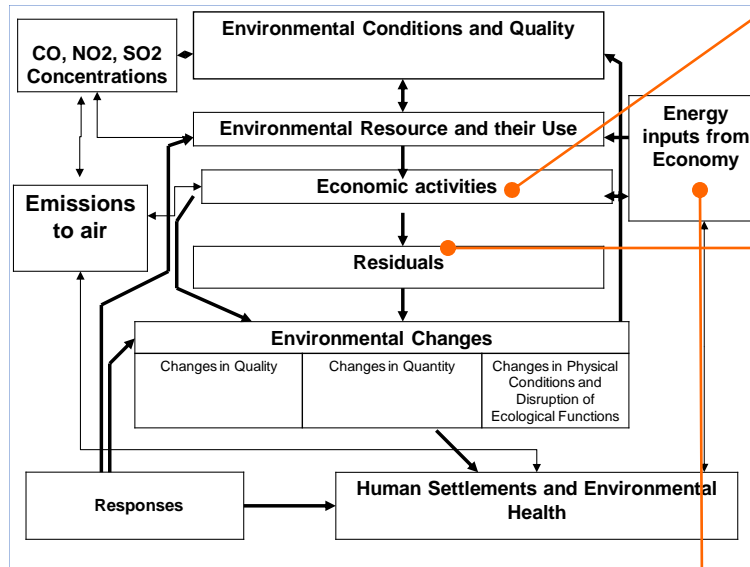 Environmental Conditions and Quality
CO, NO2, SO2
Concentrations
Environmental Resource and their Use
Energy
inputs from
Economy
Economic activities
Emissions
to air
Residuals
Environmental Changes
Changes in Quality
Changes in Quantity
Changes in Physical
Conditions and
Disruption of
Ecological Functions
Responses
Human Settlements and Environmental
Health